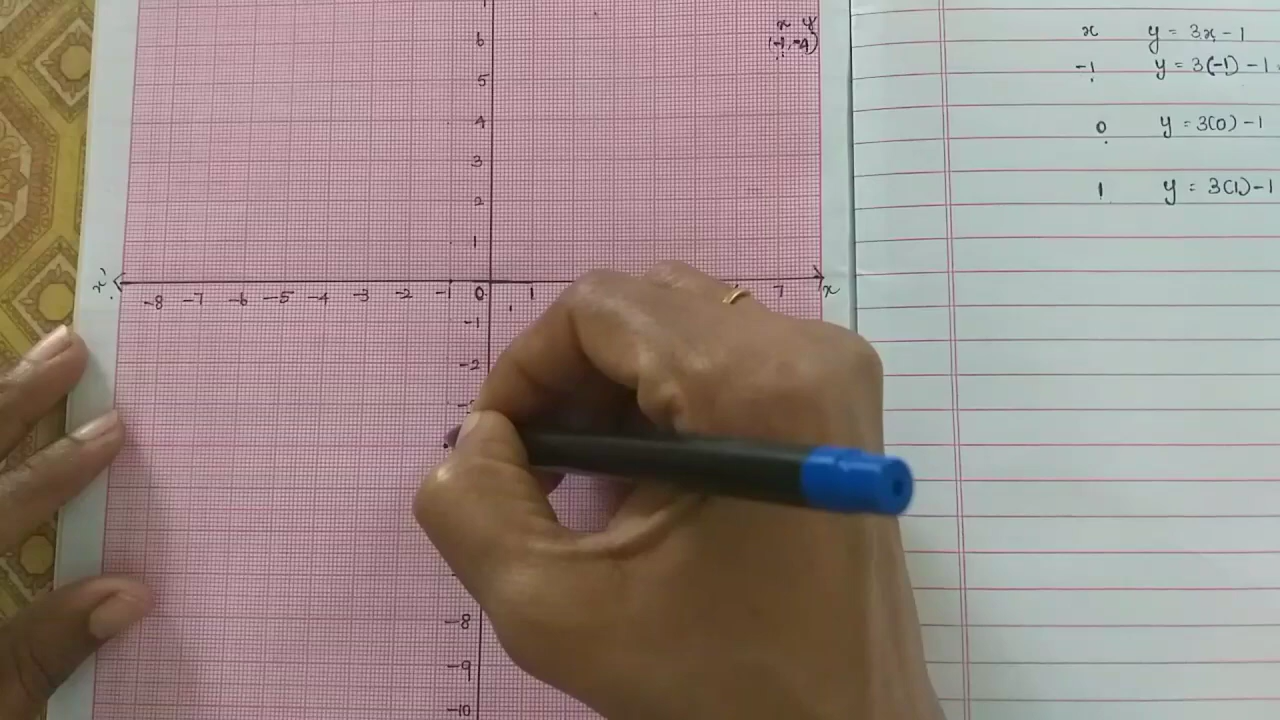 x y
(-1,-4)
6
5
4
3
2
1
x' -8 -7 -6 -5 -4 -3 -2 -1 0 1 7 x
-1
-2
-8
-9
-10
x y = 3x - 1
-1 y = 3(-1) - 1
0 y = 3(0) - 1
1 y = 3(1) - 1